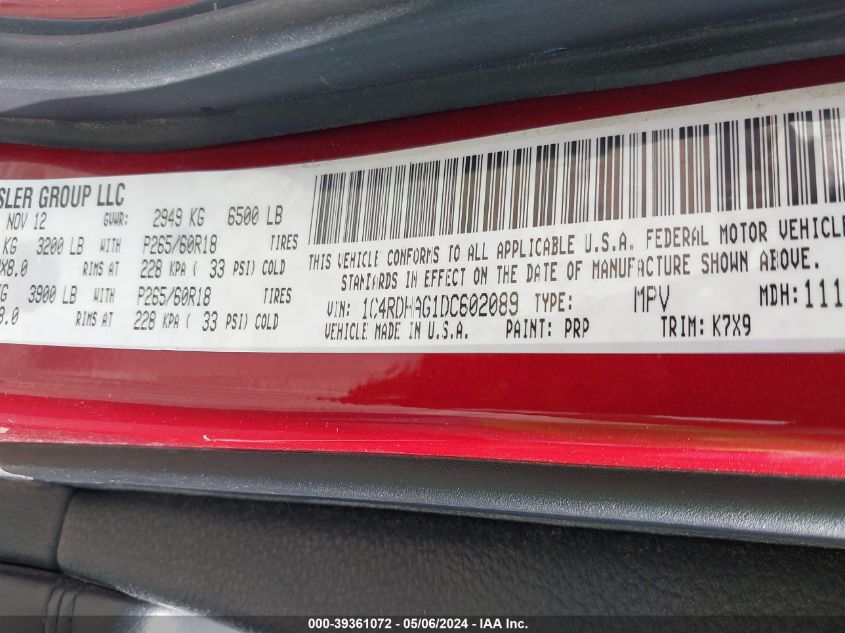 SLER GROUP LLC
NOV 12 GVWR: 2949 KG 6500 LB
KG 3200 LB WITH P265/60R18 TIRES
X8.0 RIMS AT 228 KPA ( 33 PSI) COLD
KG 3900 LB WITH P265/60R18 TIRES
8.0 RIMS AT 228 KPA ( 33 PSI) COLD
THIS VEHICLE CONFORMS TO ALL APPLICABLE U.S.A. FEDERAL MOTOR VEHICLE
STANDARDS IN EFFECT ON THE DATE OF MANUFACTURE SHOWN ABOVE.
VIN: 1C4RDHAG1DC602089 TYPE: MPV MDH:111
VEHICLE MADE IN U.S.A. PAINT: PRP TRIM: K7X9
000-39361072 - 05/06/2024 - IAA Inc.